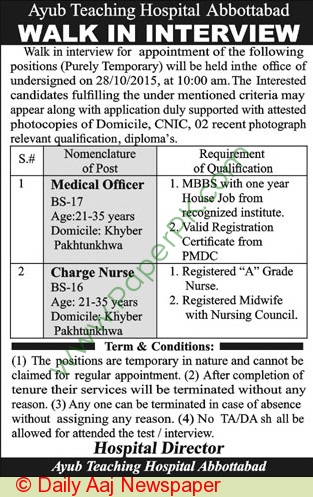 Ayub Teaching Hospital Abbottabad
WALK IN INTERVIEW
Walk in interview for appointment of the following
positions (Purely Temporary) will be held inthe office of
undersigned on 28/10/2015, at 10:00 am. The Interested
candidates fulfilling the under mentioned criteria may
appear along with application duly supported with attested
photocopies of Domicile, CNIC, 02 recent photograph
relevant qualification, diploma's.
S.# Nomenclature of Post Requirement of Qualification
1 Medical Officer
BS-17
Age:21-35 years
Domicile: Khyber
Pakhtunkhwa
1. MBBS with one year
House Job from
recognized institute.
2. Valid Registration
Certificate from
PMDC
2 Charge Nurse
BS-16
Age: 21-35 years
Domicile: Khyber
Pakhtunkhwa
1. Registered "A" Grade
Nurse.
2. Registered Midwife
with Nursing Council.
Term & Conditions:
(1) The positions are temporary in nature and cannot be
claimed for regular appointment. (2) After completion of
tenure their services will be terminated without any
reason. (3) Any one can be terminated in case of absence
without assigning any reason. (4) No TA/DA sh all be
allowed for attended the test / interview.
Hospital Director
Ayub Teaching Hospital Abbottabad
www.PaperPk.com
© Daily Aaj Newspaper